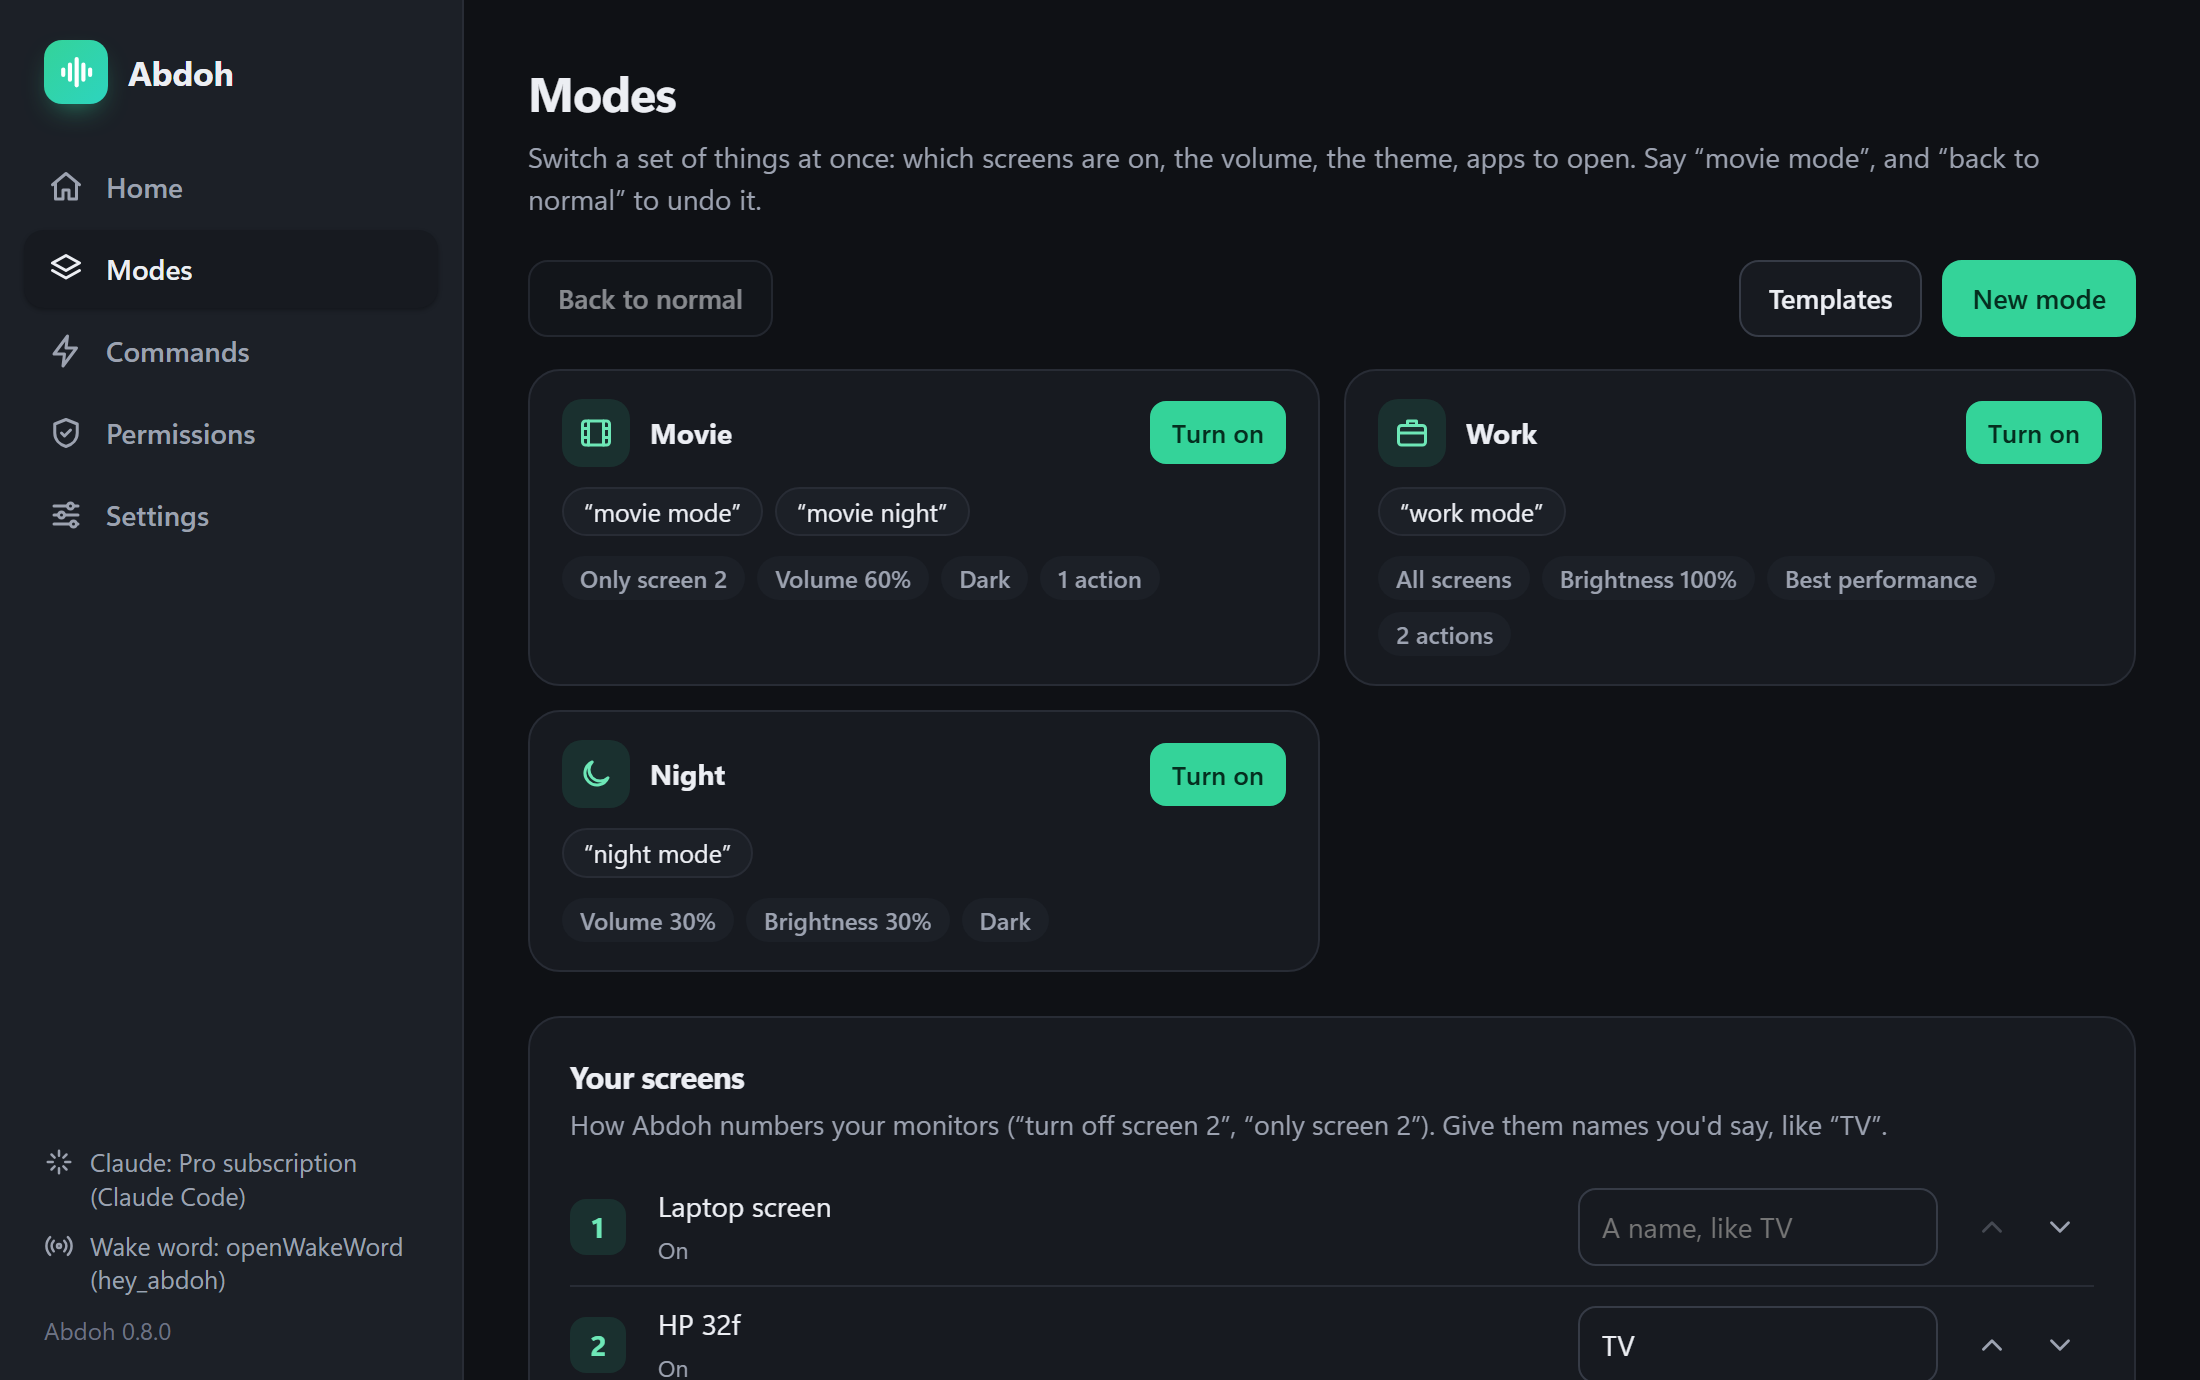 Abdoh
Home
Modes
Commands
Permissions
Settings
Claude: Pro subscription
(Claude Code)
Wake word: openWakeWord
(hey_abdoh)
Abdoh 0.8.0
Modes
Switch a set of things at once: which screens are on, the volume, the theme, apps to open. Say “movie mode”, and “back to
normal” to undo it.
Back to normal
Templates
New mode
Movie
Turn on
“movie mode”
“movie night”
Only screen 2
Volume 60%
Dark
1 action
Work
Turn on
“work mode”
All screens
Brightness 100%
Best performance
2 actions
Night
Turn on
“night mode”
Volume 30%
Brightness 30%
Dark
Your screens
How Abdoh numbers your monitors (“turn off screen 2”, “only screen 2”). Give them names you'd say, like “TV”.
1
Laptop screen
On
A name, like TV
2
HP 32f
On
TV